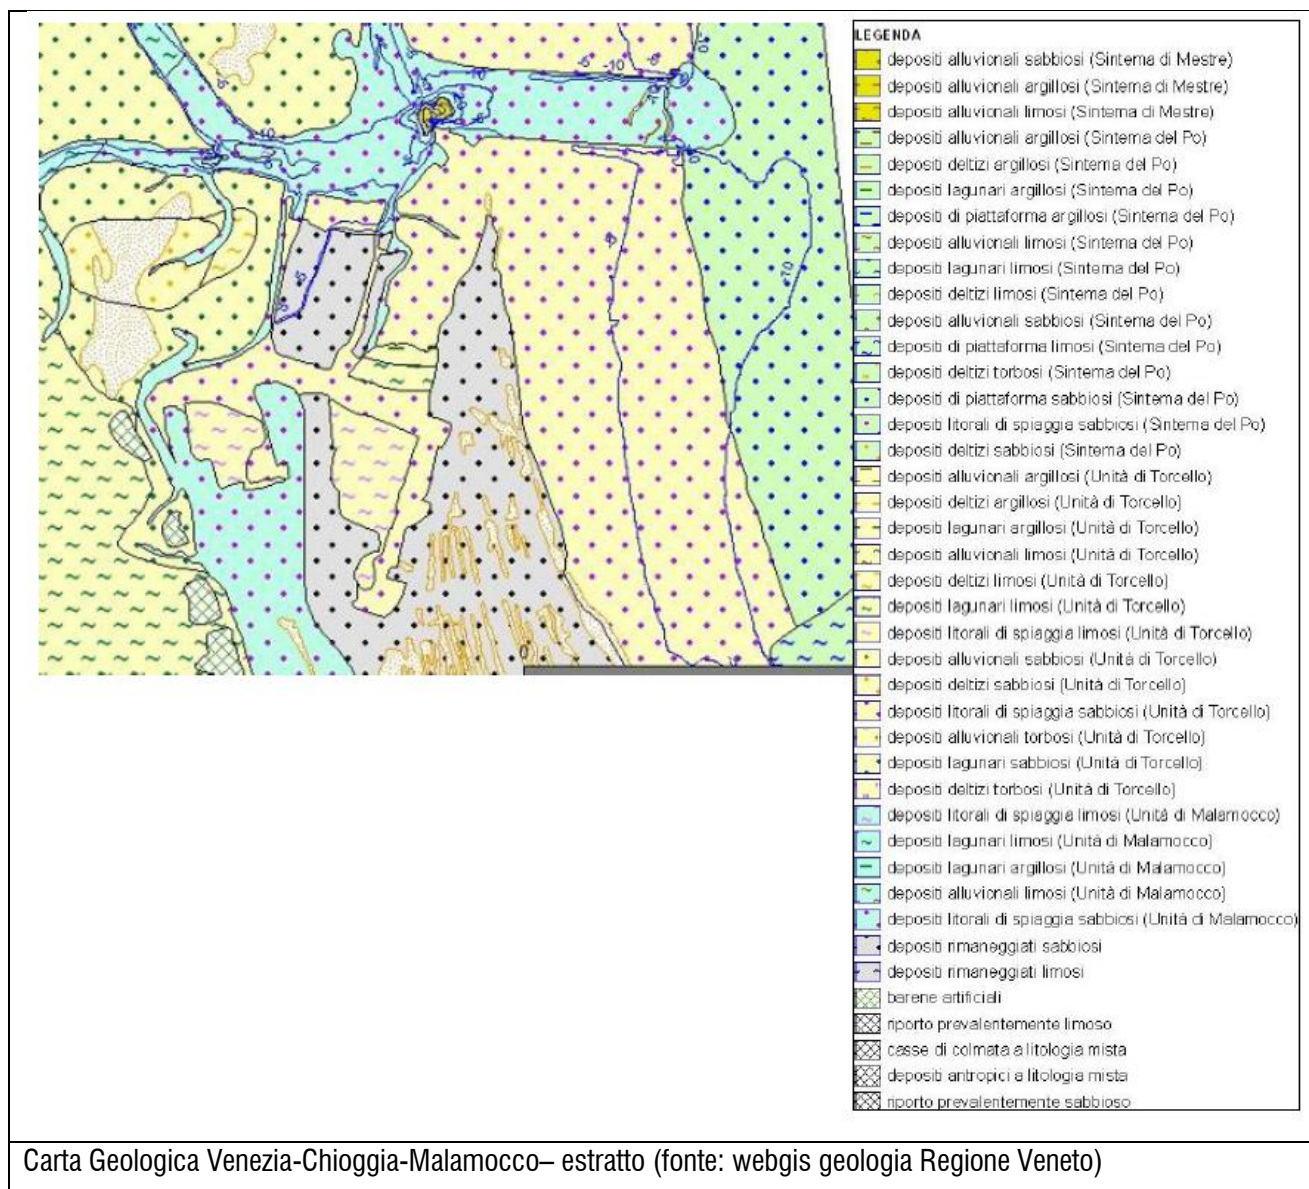 -5
-10
-5
0
-10
-10
-10
0
-5
-5
-10
0
LEGENDA
depositi alluvionali sabbiosi (Sintema di Mestre)
depositi alluvionali argillosi (Sintema di Mestre)
depositi alluvionali limosi (Sintema di Mestre)
depositi alluvionali argillosi (Sintema del Po)
depositi deltizi argillosi (Sintema del Po)
depositi lagunari argillosi (Sintema del Po)
depositi di piattaforma argillosi (Sintema del Po)
depositi alluvionali limosi (Sintema del Po)
depositi lagunari limosi (Sintema del Po)
depositi deltizi limosi (Sintema del Po)
depositi alluvionali sabbiosi (Sintema del Po)
depositi di piattaforma limosi (Sintema del Po)
depositi deltizi torbosi (Sintema del Po)
depositi di piattaforma sabbiosi (Sintema del Po)
depositi litorali di spiaggia sabbiosi (Sintema del Po)
depositi deltizi sabbiosi (Sintema del Po)
depositi alluvionali argillosi (Unità di Torcello)
depositi deltizi argillosi (Unità di Torcello)
depositi lagunari argillosi (Unità di Torcello)
depositi alluvionali limosi (Unità di Torcello)
depositi deltizi limosi (Unità di Torcello)
depositi lagunari limosi (Unità di Torcello)
depositi litorali di spiaggia limosi (Unità di Torcello)
depositi alluvionali sabbiosi (Unità di Torcello)
depositi deltizi sabbiosi (Unità di Torcello)
depositi litorali di spiaggia sabbiosi (Unità di Torcello)
depositi alluvionali torbosi (Unità di Torcello)
depositi lagunari sabbiosi (Unità di Torcello)
depositi deltizi torbosi (Unità di Torcello)
depositi litorali di spiaggia limosi (Unità di Malamocco)
depositi lagunari limosi (Unità di Malamocco)
depositi lagunari argillosi (Unità di Malamocco)
depositi alluvionali limosi (Unità di Malamocco)
depositi litorali di spiaggia sabbiosi (Unità di Malamocco)
depositi rimaneggiati sabbiosi
depositi rimaneggiati limosi
barene artificiali
riporto prevalentemente limoso
casse di colmata a litologia mista
depositi antropici a litologia mista
riporto prevalentemente sabbioso
Carta Geologica Venezia-Chioggia-Malamocco– estratto (fonte: webgis geologia Regione Veneto)